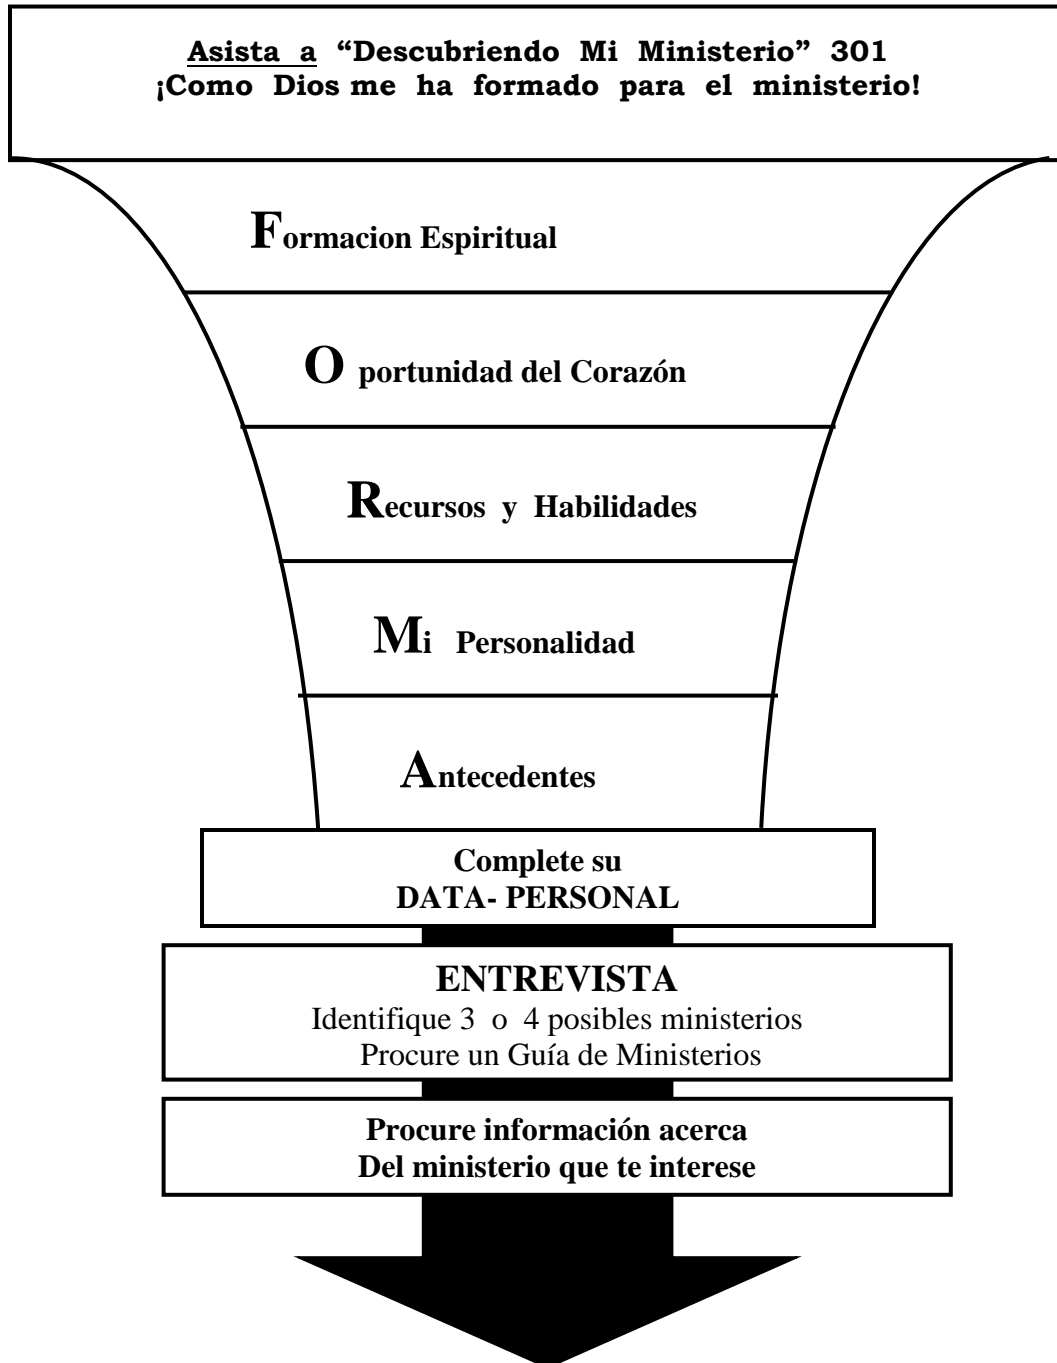 Asista a “Descubriendo Mi Ministerio” 301
¡Como Dios me ha formado para el ministerio!
Formacion Espiritual
O portunidad del Corazón
Recursos y Habilidades
Mi Personalidad
Antecedentes
Complete su
DATA- PERSONAL
ENTREVISTA
Identifique 3 o 4 posibles ministerios
Procure un Guía de Ministerios
Procure información acerca
Del ministerio que te interese